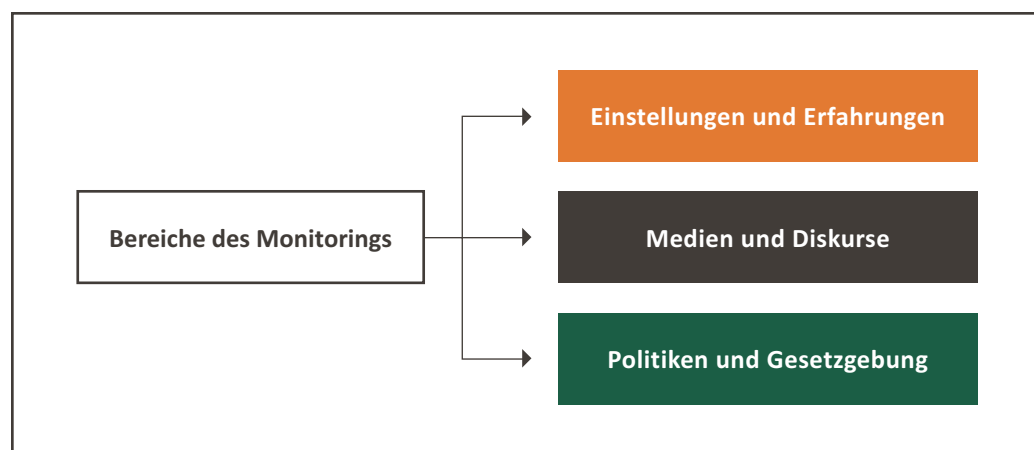 Einstellungen und Erfahrungen
Bereiche des Monitorings
Medien und Diskurse
Politiken und Gesetzgebung